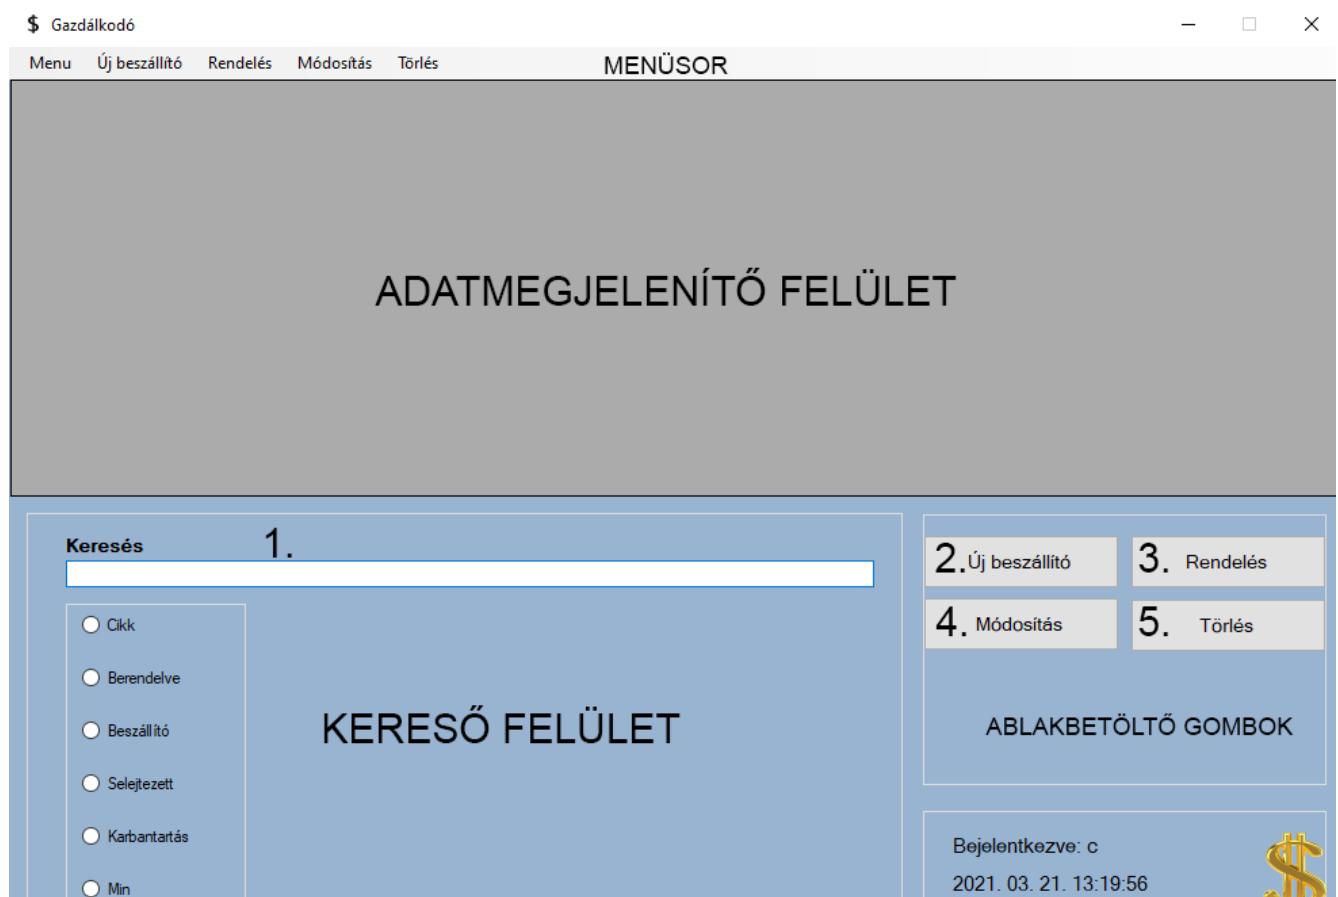 $ Gazdálkodó
Menu Új beszállító Rendelés Módosítás Törlés MENÜSOR
ADATMEGJELENÍTŐ FELÜLET
Keresés 1.
Cikk
Berendelve
Beszállító
Selejtezett
Karbantartás
Min
KERESŐ FELÜLET
2. Új beszállító 3. Rendelés
4. Módosítás 5. Törlés
ABLAKBETÖLTŐ GOMBOK
Bejelentkezve: c
2021. 03. 21. 13:19:56
$